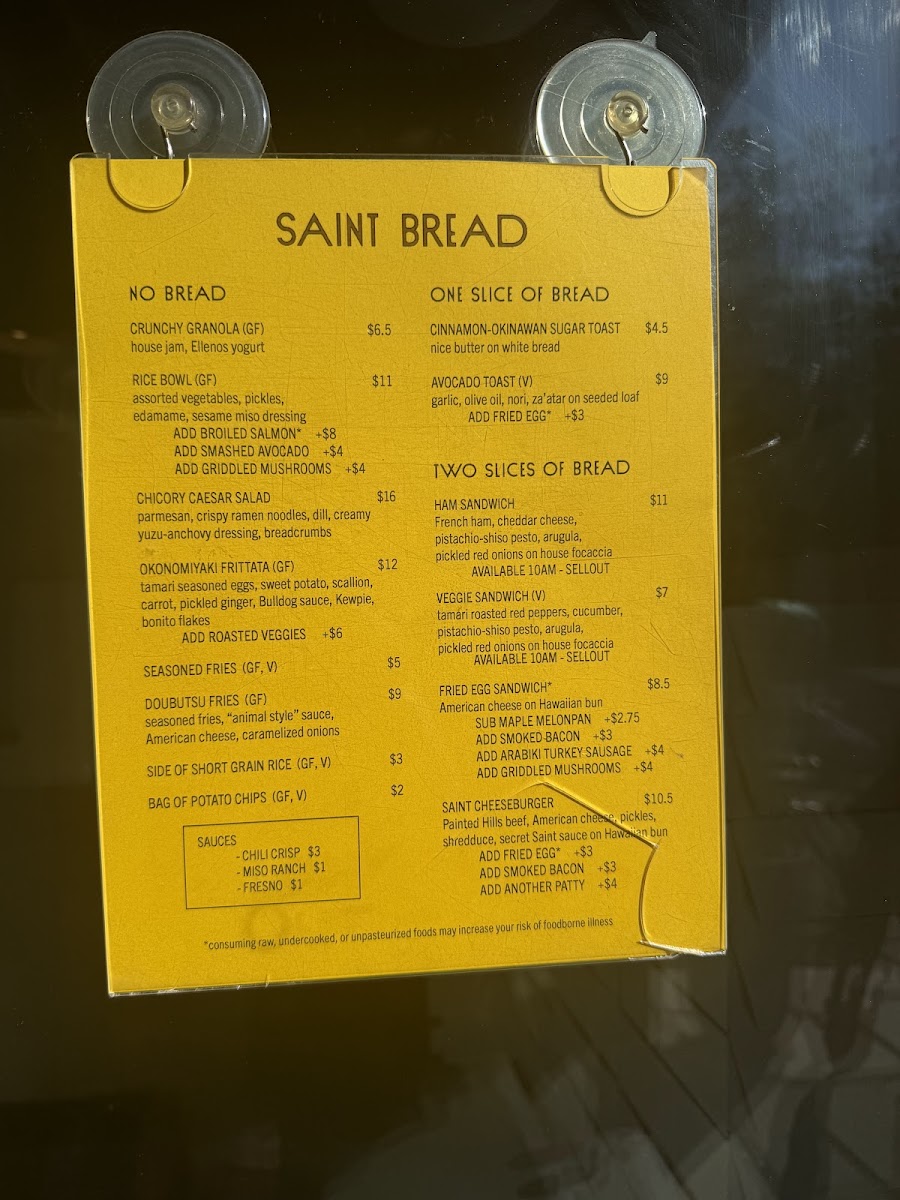 SAINT BREAD
NO BREAD
CRUNCHY GRANOLA (GF) $6.5
house jam, Ellenos yogurt
RICE BOWL (GF) $11
assorted vegetables, pickles,
edamame, sesame miso dressing
ADD BROILED SALMON* +$8
ADD SMASHED AVOCADO +$4
ADD GRIDDLED MUSHROOMS +$4
CHICORY CAESAR SALAD $16
parmesan, crispy ramen noodles, dill, creamy
yuzu-anchovy dressing, breadcrumbs
OKONOMIYAKI FRITTATA (GF) $12
tamari seasoned eggs, sweet potato, scallion,
carrot, pickled ginger, Bulldog sauce, Kewpie,
bonito flakes
ADD ROASTED VEGGIES +$6
SEASONED FRIES (GF, V) $5
DOUBUTSU FRIES (GF) $9
seasoned fries, "animal style" sauce,
American cheese, caramelized onions
SIDE OF SHORT GRAIN RICE (GF, V) $3
BAG OF POTATO CHIPS (GF, V) $2
SAUCES
- CHILI CRISP $3
- MISO RANCH $1
- FRESNO $1
ONE SLICE OF BREAD
CINNAMON-OKINAWAN SUGAR TOAST $4.5
nice butter on white bread
AVOCADO TOAST (V) $9
garlic, olive oil, nori, za'atar on seeded loaf
ADD FRIED EGG* +$3
TWO SLICES OF BREAD
HAM SANDWICH $11
French ham, cheddar cheese,
pistachio-shiso pesto, arugula,
pickled red onions on house focaccia
AVAILABLE 10AM - SELLOUT
VEGGIE SANDWICH (V) $7
tamari roasted red peppers, cucumber,
pistachio-shiso pesto, arugula,
pickled red onions on house focaccia
AVAILABLE 10AM - SELLOUT
FRIED EGG SANDWICH* $8.5
American cheese on Hawaiian bun
SUB MAPLE MELONPAN +$2.75
ADD SMOKED BACON +$3
ADD ARABIKI TURKEY SAUSAGE +$4
ADD GRIDDLED MUSHROOMS +$4
SAINT CHEESEBURGER $10.5
Painted Hills beef, American cheese, pickles,
shredduce, secret Saint sauce on Hawaiian bun
ADD FRIED EGG* +$3
ADD SMOKED BACON +$3
ADD ANOTHER PATTY +$4
*consuming raw, undercooked, or unpasteurized foods may increase your risk of foodborne illness